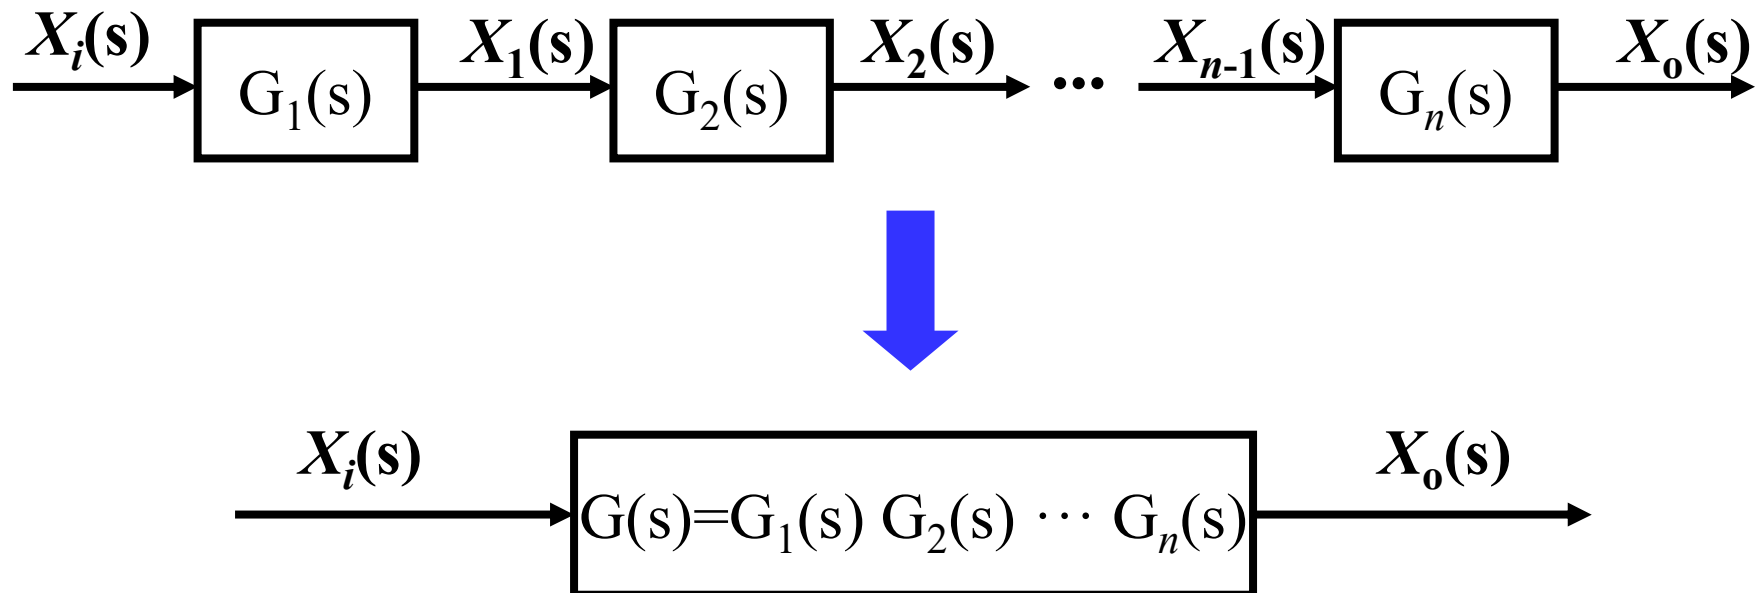 Xi(s) X1(s) X2(s) Xn-1(s) Xo(s)
G1(s) G2(s) ··· Gn(s)
Xi(s) Xo(s)
G(s)=G1(s) G2(s) ··· Gn(s)